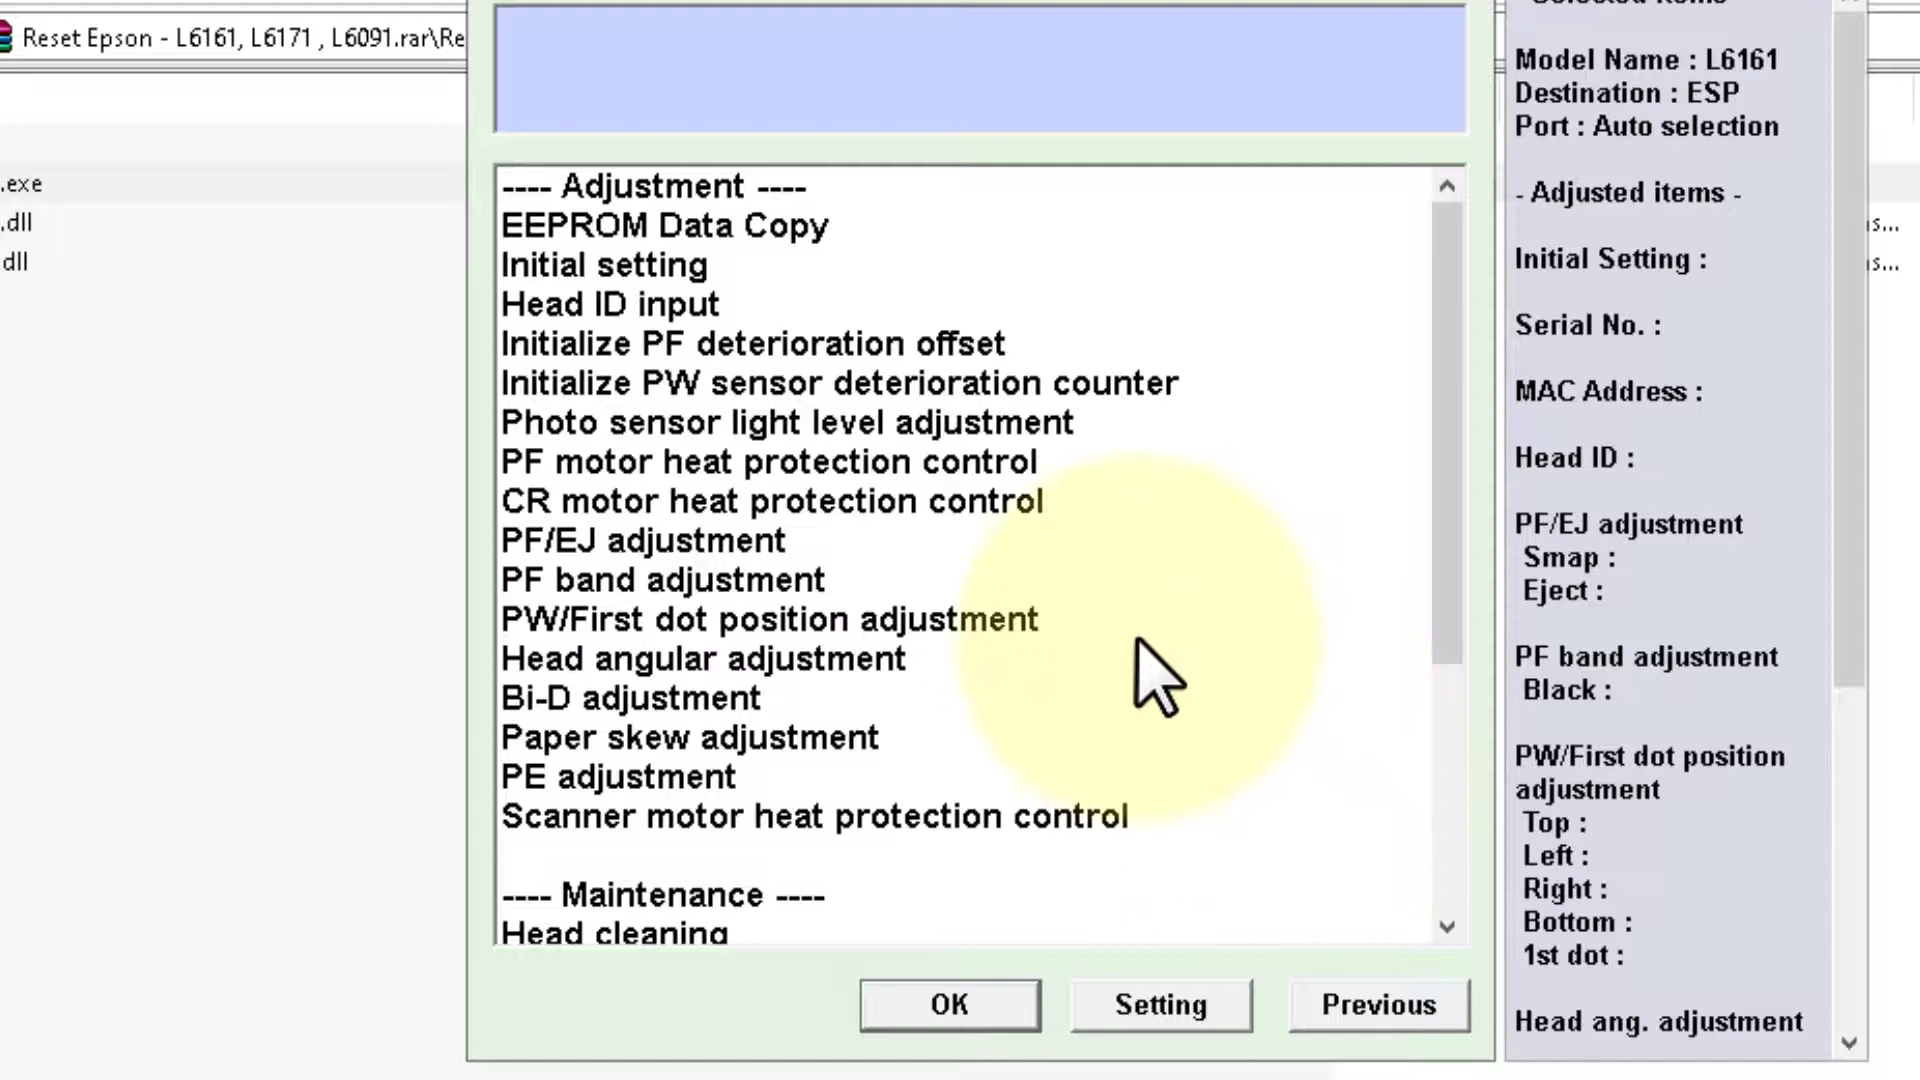 Reset Epson - L6161, L6171 , L6091.rar\Re
.exe
.dll
dll
---- Adjustment ----
EEPROM Data Copy
Initial setting
Head ID input
Initialize PF deterioration offset
Initialize PW sensor deterioration counter
Photo sensor light level adjustment
PF motor heat protection control
CR motor heat protection control
PF/EJ adjustment
PF band adjustment
PW/First dot position adjustment
Head angular adjustment
Bi-D adjustment
Paper skew adjustment
PE adjustment
Scanner motor heat protection control
---- Maintenance ----
Head cleaning
OK
Setting
Previous
Model Name : L6161
Destination : ESP
Port : Auto selection
- Adjusted items -
Initial Setting :
Serial No. :
MAC Address :
Head ID :
PF/EJ adjustment
Smap :
Eject :
PF band adjustment
Black :
PW/First dot position
adjustment
Top :
Left :
Right :
Bottom :
1st dot :
Head ang. adjustment
s...
s...